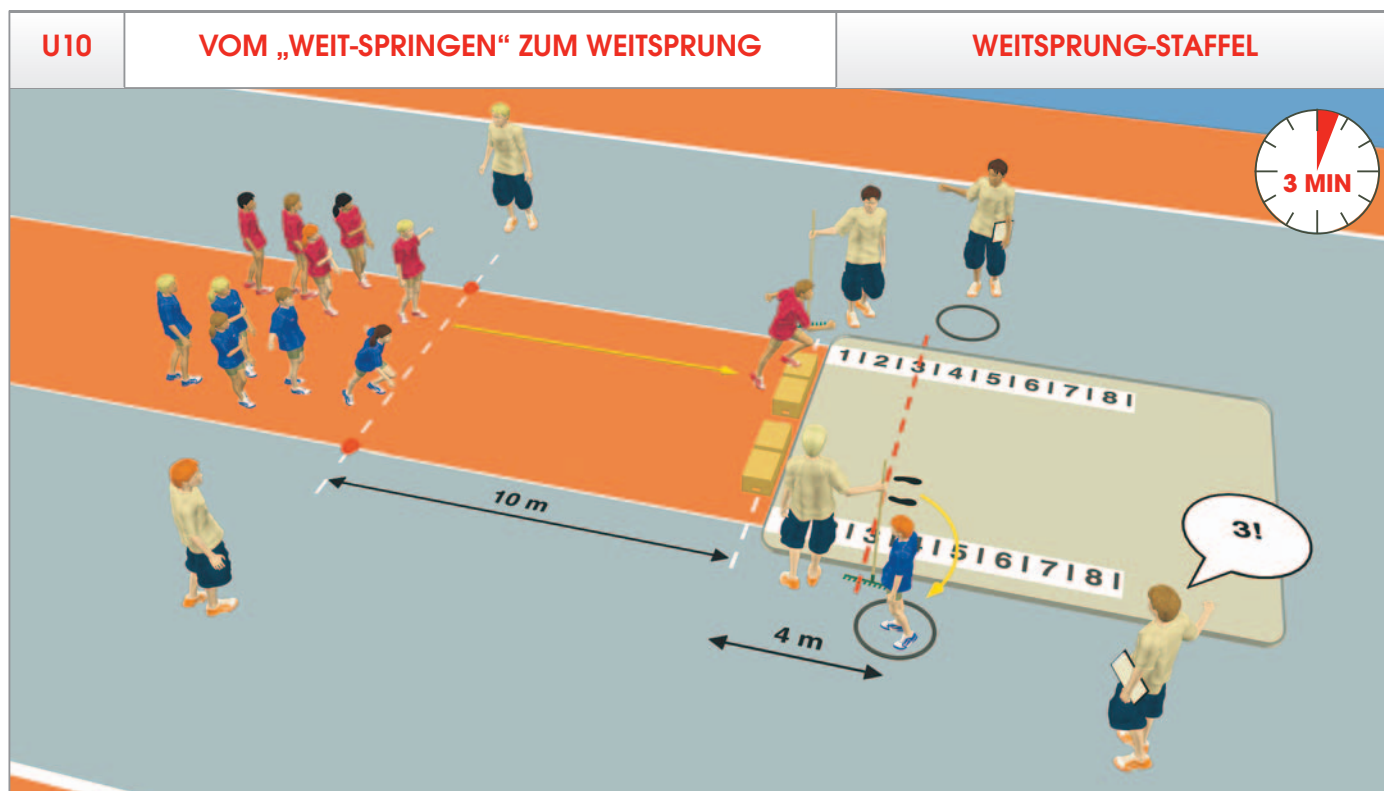 U10
VOM „WEIT-SPRINGEN“ ZUM WEITSPRUNG
WEITSPRUNG-STAFFEL
3 MIN
1 I 2 I 3 I 4 I 5 I 6 I 7 I 8 I
10 m
3!
I 3 I 4 I 5 I 6 I 7 I 8 I
4 m